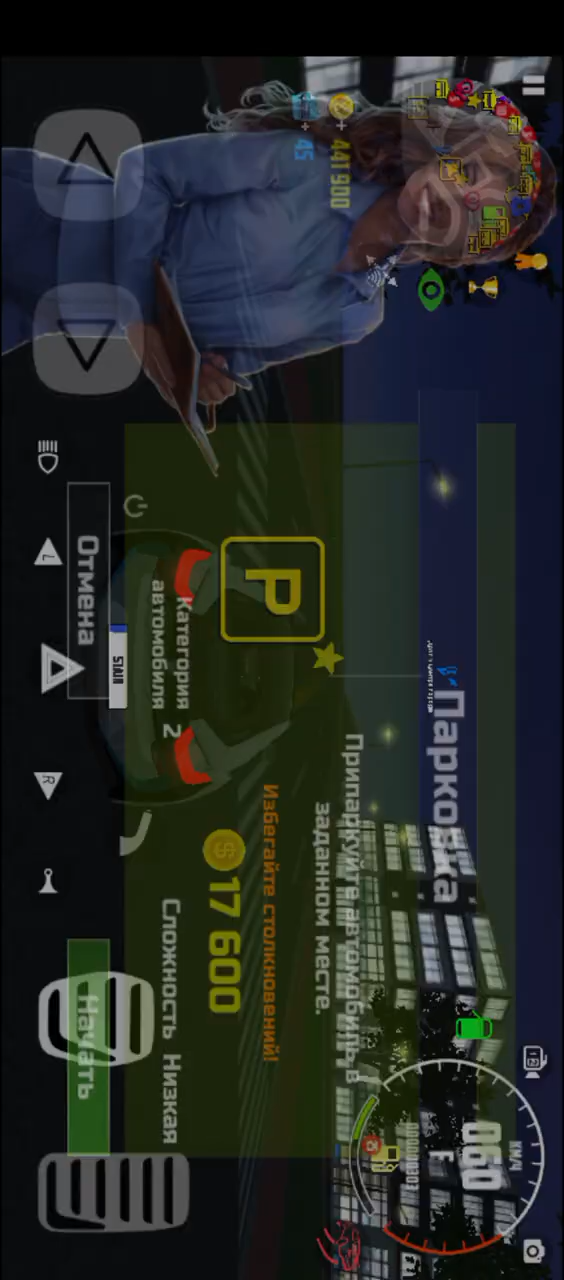 441 900
45
Парковка
Припаркуйте автомобиль в
заданном месте.
Избегайте столкновений!
17 600
P
Категория
автомобиля 2
Сложность Низкая
Отмена
Начать
L
R
КМ/Ч
060